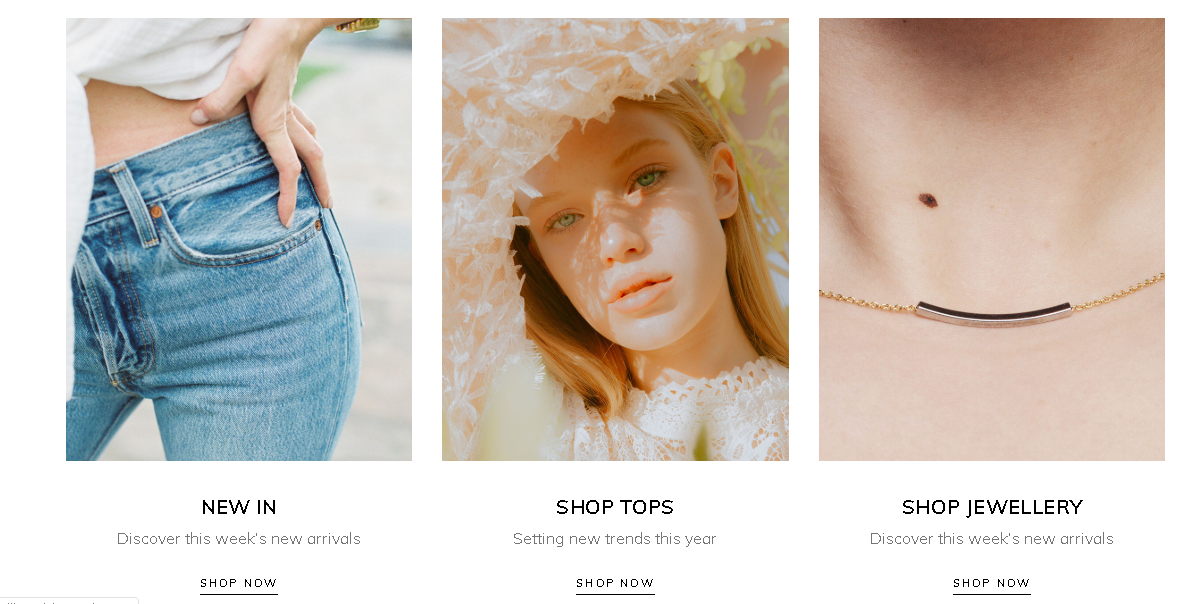 NEW IN
Discover this week's new arrivals
SHOP NOW
SHOP TOPS
Setting new trends this year
SHOP NOW
SHOP JEWELLERY
Discover this week's new arrivals
SHOP NOW